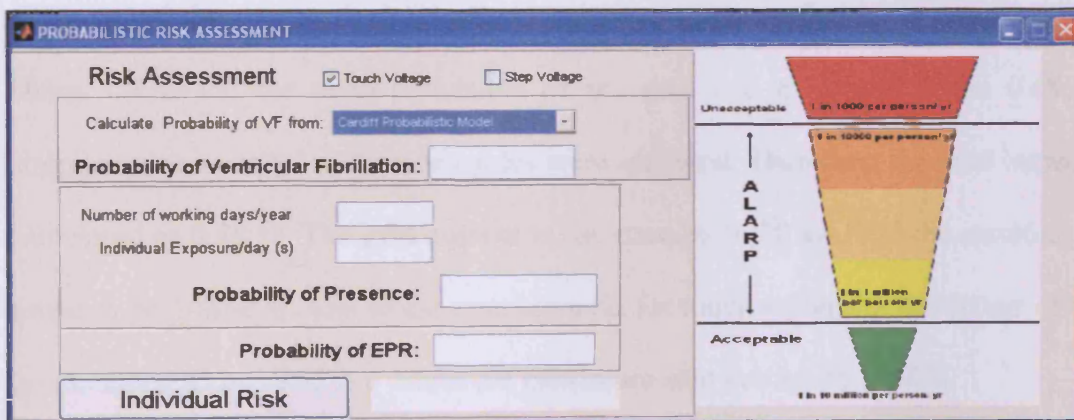 PROBABILISTIC RISK ASSESSMENT
Risk Assessment
Touch Voltage
Step Voltage
Calculate Probability of VF from:
Cardiff Probabilistic Model
Probability of Ventricular Fibrillation:
Number of working days/year
Individual Exposure/day (s)
Probability of Presence:
Probability of EPR:
Individual Risk
Unacceptable
1 in 1000 per person/ yr
1 in 10000 per person/ yr
ALARP
1 in 1 million
per person/ yr
Acceptable
1 in 10 million per person/ yr